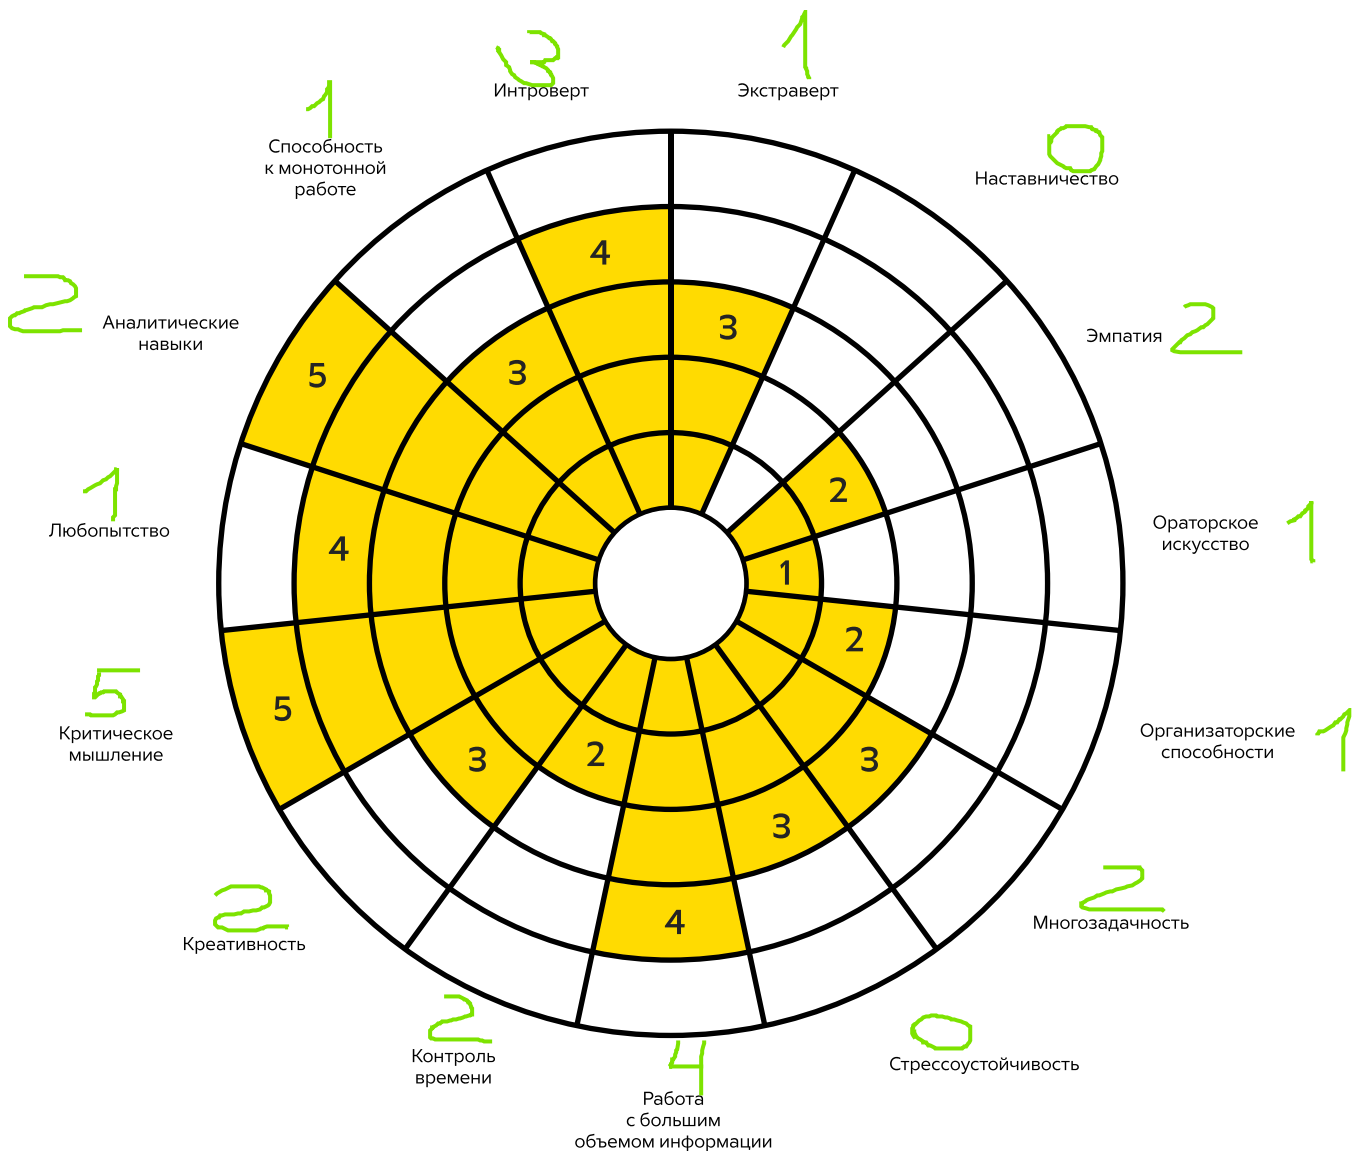 3
1
Интроверт
Экстраверт
1
0
Способность
к монотонной
работе
Наставничество
4
2
Аналитические
навыки
5
3
3
Эмпатия 2
1
Любопытство
4
2
1
Ораторское
искусство
1
5
Критическое
мышление
5
2
Организаторские
способности
1
3
2
3
3
2
Креативность
4
2
Многозадачность
2
Контроль
времени
4
Работа
с большим
объемом информации
0
Стрессоустойчивость